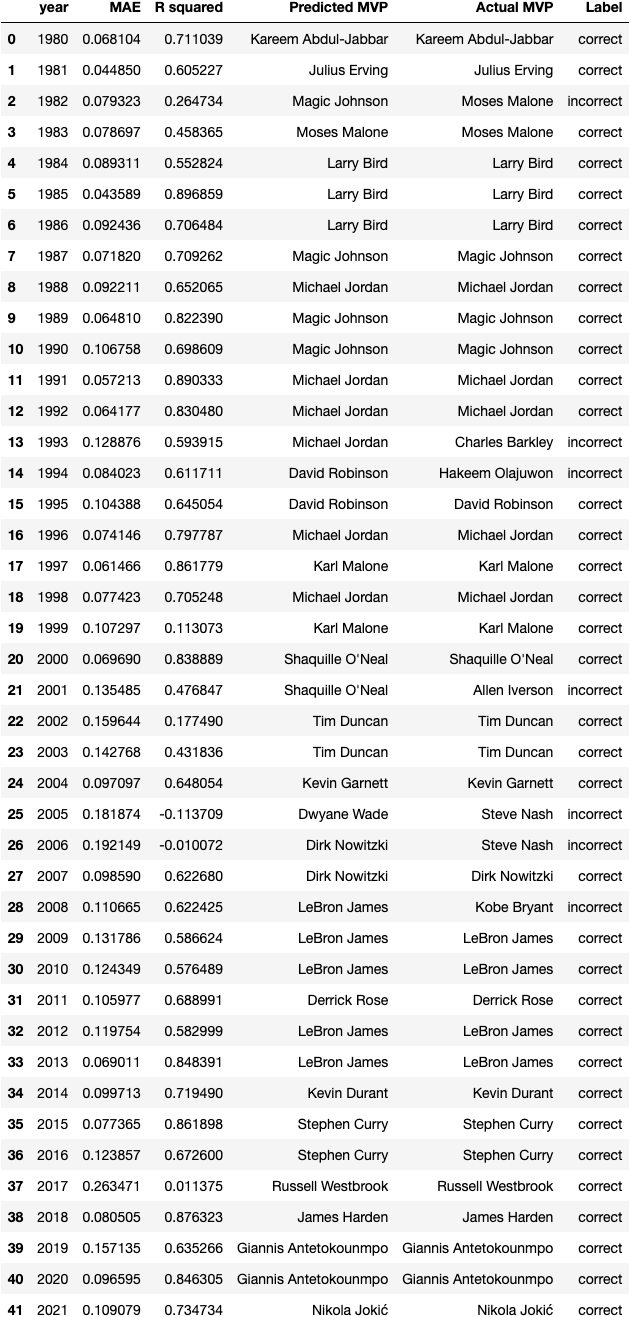 year MAE R squared Predicted MVP Actual MVP Label
0 1980 0.068104 0.711039 Kareem Abdul-Jabbar Kareem Abdul-Jabbar correct
1 1981 0.044850 0.605227 Julius Erving Julius Erving correct
2 1982 0.079323 0.264734 Magic Johnson Moses Malone incorrect
3 1983 0.078697 0.458365 Moses Malone Moses Malone correct
4 1984 0.089311 0.552824 Larry Bird Larry Bird correct
5 1985 0.043589 0.896859 Larry Bird Larry Bird correct
6 1986 0.092436 0.706484 Larry Bird Larry Bird correct
7 1987 0.071820 0.709262 Magic Johnson Magic Johnson correct
8 1988 0.092211 0.652065 Michael Jordan Michael Jordan correct
9 1989 0.064810 0.822390 Magic Johnson Magic Johnson correct
10 1990 0.106758 0.698609 Magic Johnson Magic Johnson correct
11 1991 0.057213 0.890333 Michael Jordan Michael Jordan correct
12 1992 0.064177 0.830480 Michael Jordan Michael Jordan correct
13 1993 0.128876 0.593915 Michael Jordan Charles Barkley incorrect
14 1994 0.084023 0.611711 David Robinson Hakeem Olajuwon incorrect
15 1995 0.104388 0.645054 David Robinson David Robinson correct
16 1996 0.074146 0.797787 Michael Jordan Michael Jordan correct
17 1997 0.061466 0.861779 Karl Malone Karl Malone correct
18 1998 0.077423 0.705248 Michael Jordan Michael Jordan correct
19 1999 0.107297 0.113073 Karl Malone Karl Malone correct
20 2000 0.069690 0.838889 Shaquille O'Neal Shaquille O'Neal correct
21 2001 0.135485 0.476847 Shaquille O'Neal Allen Iverson incorrect
22 2002 0.159644 0.177490 Tim Duncan Tim Duncan correct
23 2003 0.142768 0.431836 Tim Duncan Tim Duncan correct
24 2004 0.097097 0.648054 Kevin Garnett Kevin Garnett correct
25 2005 0.181874 -0.113709 Dwyane Wade Steve Nash incorrect
26 2006 0.192149 -0.010072 Dirk Nowitzki Steve Nash incorrect
27 2007 0.098590 0.622680 Dirk Nowitzki Dirk Nowitzki correct
28 2008 0.110665 0.622425 LeBron James Kobe Bryant incorrect
29 2009 0.131786 0.586624 LeBron James LeBron James correct
30 2010 0.124349 0.576489 LeBron James LeBron James correct
31 2011 0.105977 0.688991 Derrick Rose Derrick Rose correct
32 2012 0.119754 0.582999 LeBron James LeBron James correct
33 2013 0.069011 0.848391 LeBron James LeBron James correct
34 2014 0.099713 0.719490 Kevin Durant Kevin Durant correct
35 2015 0.077365 0.861898 Stephen Curry Stephen Curry correct
36 2016 0.123857 0.672600 Stephen Curry Stephen Curry correct
37 2017 0.263471 0.011375 Russell Westbrook Russell Westbrook correct
38 2018 0.080505 0.876323 James Harden James Harden correct
39 2019 0.157135 0.635266 Giannis Antetokounmpo Giannis Antetokounmpo correct
40 2020 0.096595 0.846305 Giannis Antetokounmpo Giannis Antetokounmpo correct
41 2021 0.109079 0.734734 Nikola Jokić Nikola Jokić correct